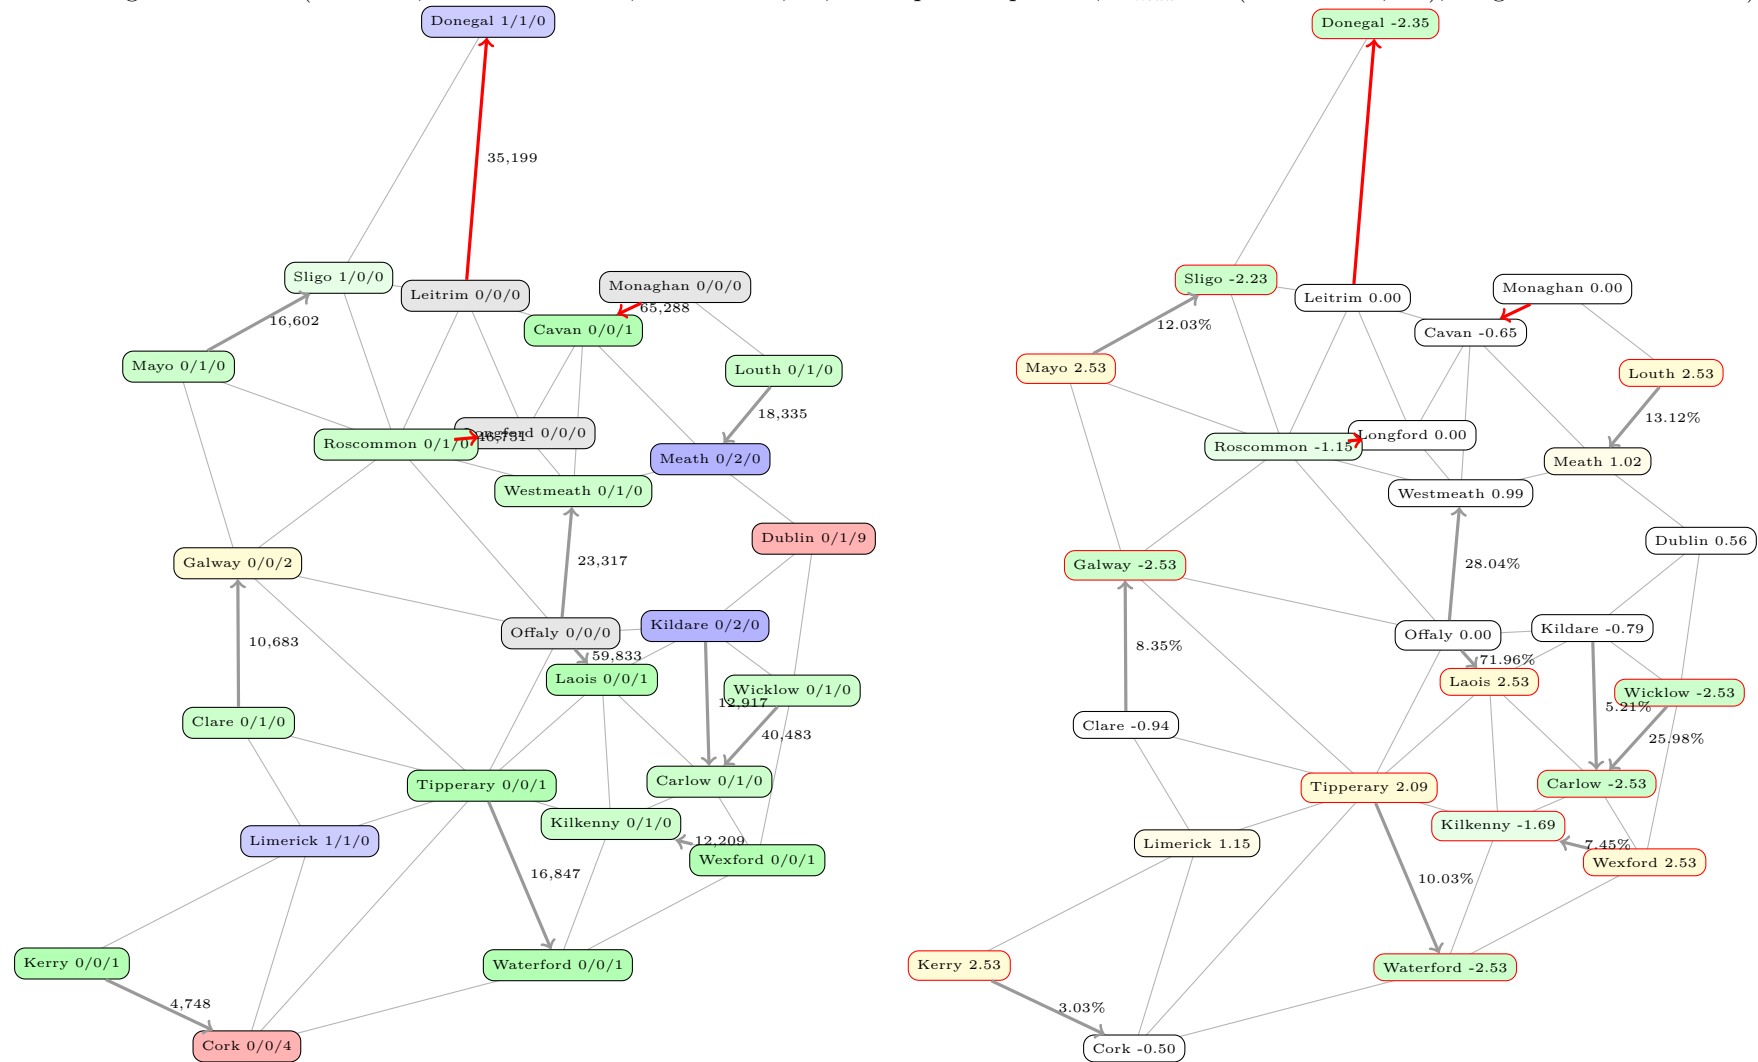 Donegal 1/1/0
35,199
Sligo 1/0/0
Leitrim 0/0/0
Monaghan 0/0/0
65,288
16,602
Cavan 0/0/1
Mayo 0/1/0
Louth 0/1/0
18,335
Roscommon 0/1/0
Longford 0/0/0
Meath 0/2/0
Westmeath 0/1/0
Dublin 0/1/9
Galway 0/0/2
23,317
10,683
Offaly 0/0/0
Kildare 0/2/0
59,833
Laois 0/0/1
Wicklow 0/1/0
12,917
Clare 0/1/0
40,483
Tipperary 0/0/1
Carlow 0/1/0
Kilkenny 0/1/0
Limerick 1/1/0
12,209
Wexford 0/0/1
16,847
Kerry 0/0/1
Waterford 0/0/1
4,748
Cork 0/0/4
Donegal -2.35
Sligo -2.23
Leitrim 0.00
Monaghan 0.00
12.03%
Cavan -0.65
Mayo 2.53
Louth 2.53
13.12%
Roscommon -1.15
Longford 0.00
Meath 1.02
Westmeath 0.99
Dublin 0.56
Galway -2.53
28.04%
8.35%
Offaly 0.00
Kildare -0.79
71.96%
Laois 2.53
Wicklow -2.53
5.21%
Clare -0.94
25.98%
Tipperary 2.09
Carlow -2.53
Kilkenny -1.69
Limerick 1.15
7.45%
Wexford 2.53
10.03%
Kerry 2.53
Waterford -2.53
3.03%
Cork -0.50